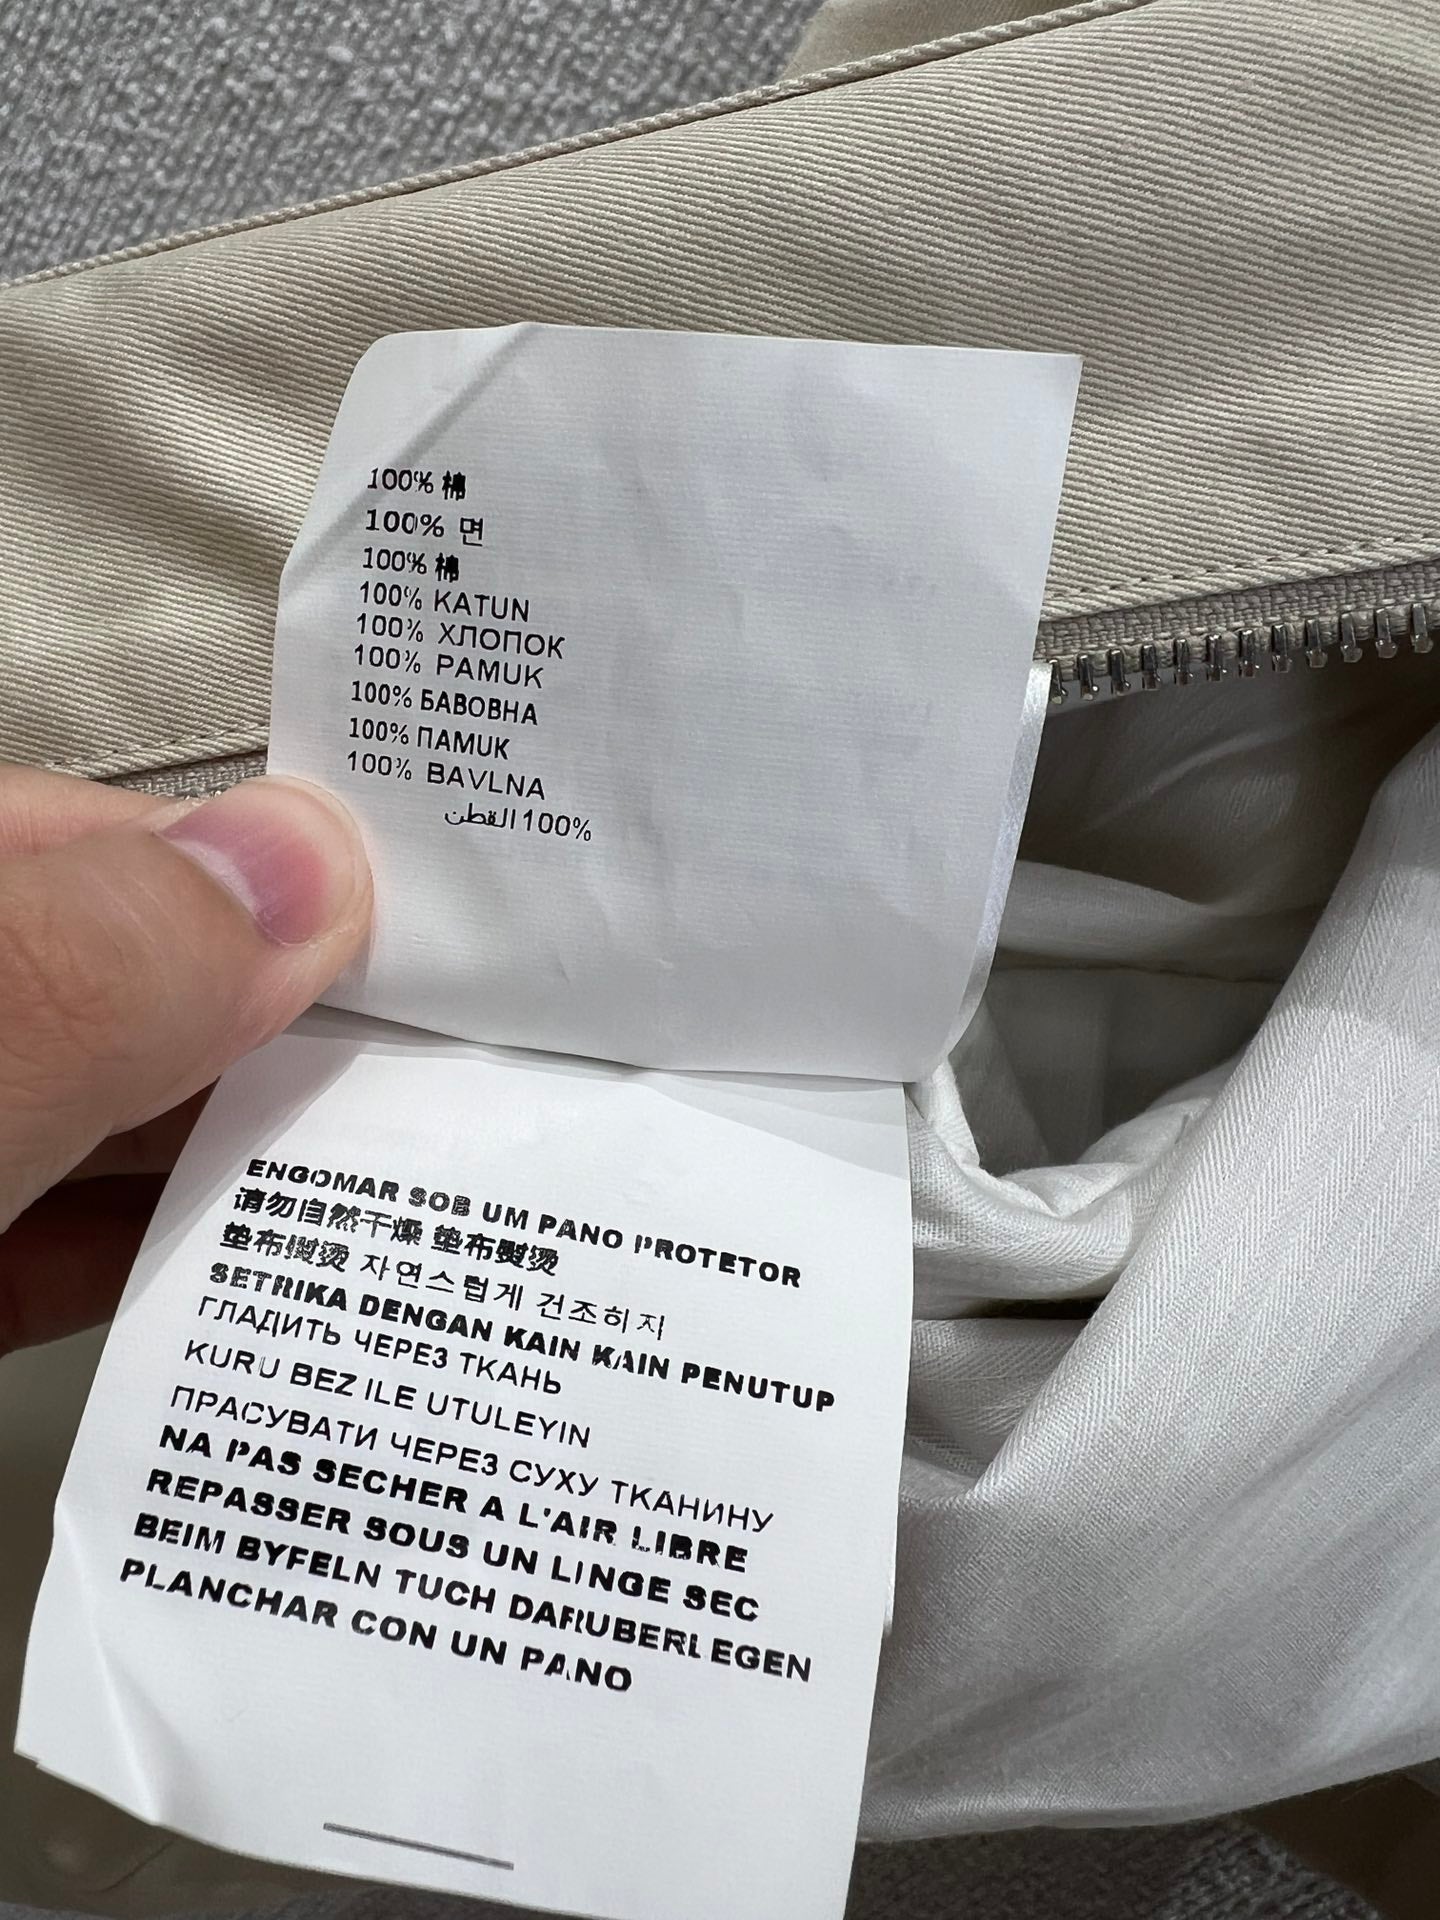 100% 棉
100% 면
100% 棉
100% KATUN
100% ХЛОПОК
100% PAMUK
100% БАВОВНА
100% ПАМUК
100% BAVLNA
100% القطن
ENGOMAR SOB UM PANO PROTETOR
请勿自然干燥 垫布熨烫
垫布熨烫 자연스럽게 건조히지
SETRIKA DENGAN KAIN KAIN PENUTUP
ГЛАДИТЬ ЧЕРЕЗ ТКАНЬ
KURU BEZ ILE UTULEYIN
ПРАСУВАТИ ЧЕРЕЗ СУХУ ТКАНИНУ
NA PAS SECHER A L'AIR LIBRE
REPASSER SOUS UN LINGE SEC
BEIM BYFELN TUCH DARUBERLEGEN
PLANCHAR CON UN PANO